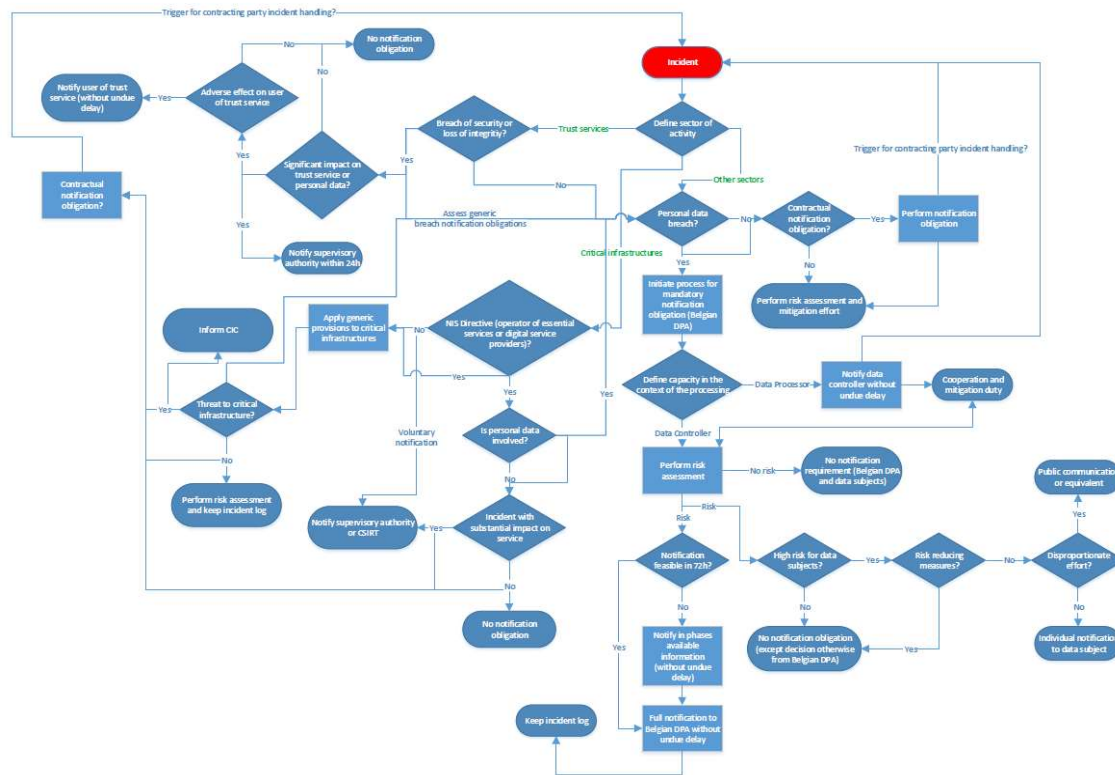 Trigger for contracting party incident handling?
No
No notification
obligation
Incident
Notify user of trust
service (without undue
delay)
Yes
Adverse effect on user
of trust service
No
Breach of security or
loss of integritiy?
Trust services
Define sector of
activity
Trigger for contracting party incident handling?
Yes
Significant impact on
trust service or
personal data?
Yes
Other sectors
Contractual
notification
obligation?
No
Assess generic
breach notification obligations
Personal data
breach?
No
Contractual
notification
obligation?
Yes
Perform notification
obligation
Yes
Notify supervisory
authority within 24h
Critical infrastructures
Yes
No
Initiate process for
mandatory
notification
obligation (Belgian
DPA)
Perform risk assessment and
mitigation effort
Inform CIC
Apply generic
provisions to critical
infrastructures
No
NIS Directive (operator of essential
services or digital service
providers)?
Yes
Yes
Yes
Define capacity in the
context of the processing
Data Processor
Notify data
controller without
undue delay
Cooperation and
mitigation duty
Yes
Threat to critical
infrastructure?
Voluntary
notification
Is personal data
involved?
Data Controller
No
No
Perform risk
assessment
No risk
No notification
requirement (Belgian DPA
and data subjects)
Public communication
or equivalent
Perform risk assessment
and keep incident log
Notify supervisory authority
or CSIRT
Yes
Incident with
substantial impact on
service
Risk
Risk
Yes
Notification
feasible in 72h?
High risk for data
subjects?
Yes
Risk reducing
measures?
No
Disproportionate
effort?
No
No
No
No
No
No notification
obligation
Yes
Notify in phases
available
information
(without undue
delay)
No notification obligation
(except decision otherwise
from Belgian DPA)
Yes
Individual notification
to data subject
Keep incident log
Full notification to
Belgian DPA without
undue delay